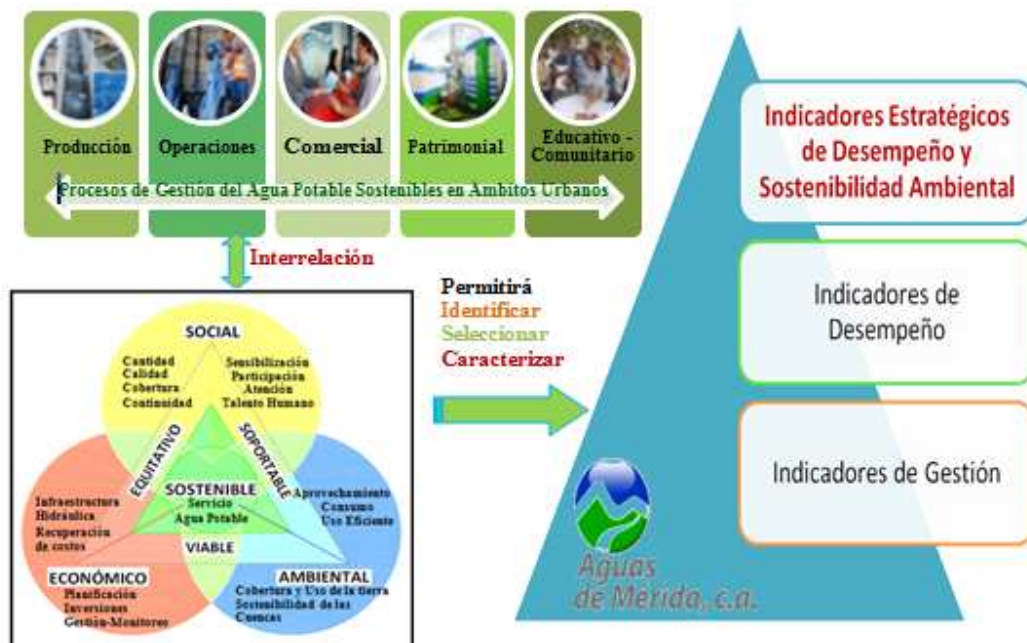 Producción
Operaciones
Comercial
Patrimonial
Educativo -
Comunitario
Procesos de Gestión del Agua Potable Sostenibles en Ambitos Urbanos
Interrelación
SOCIAL
Cantidad
Calidad
Cobertura
Continuidad
Sensibilización
Participación
Atención
Talento Humano
EQUITATIVO
SOPORTABLE
SOSTENIBLE
Servicio
Agua Potable
Infraestructura
Hidráulica
Recuperación
de costos
Aprovechamiento
Consumo
Uso Eficiente
VIABLE
ECONÓMICO
Planificación
Inversiones
Gestión-Monitoreo
AMBIENTAL
Cobertura y Uso de la tierra
Sostenibilidad de las
Cuencas
Permitirá
Identificar
Seleccionar
Caracterizar
Indicadores Estratégicos
de Desempeño y
Sostenibilidad Ambiental
Indicadores de
Desempeño
Indicadores de Gestión
Aguas
de Mérida, c.a.